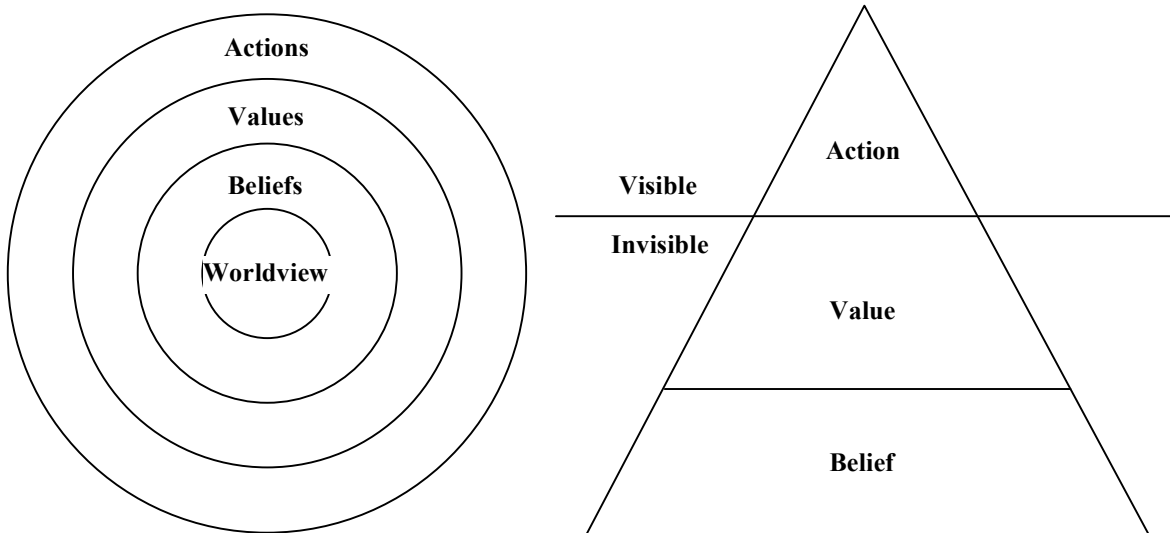 Actions
Values
Beliefs
Worldview
Action
Visible
Invisible
Value
Belief